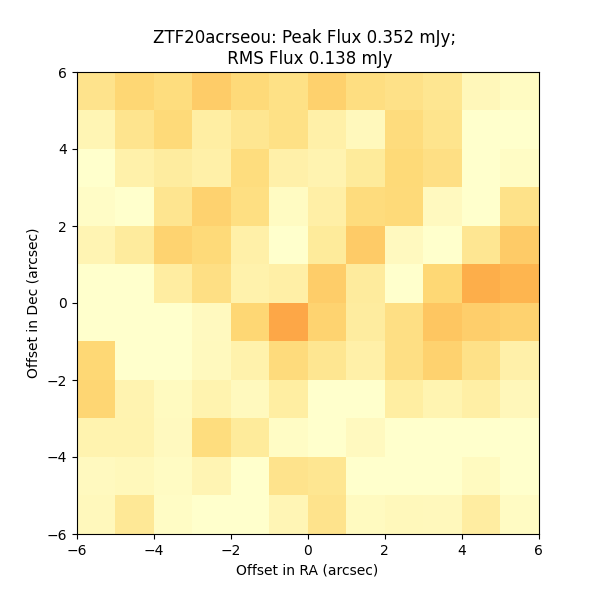 ZTF20acrseou: Peak Flux 0.352 mJy;
RMS Flux 0.138 mJy
6
4
2
0
−2
−4
−6
Offset in Dec (arcsec)
−6 −4 −2 0 2 4 6
Offset in RA (arcsec)